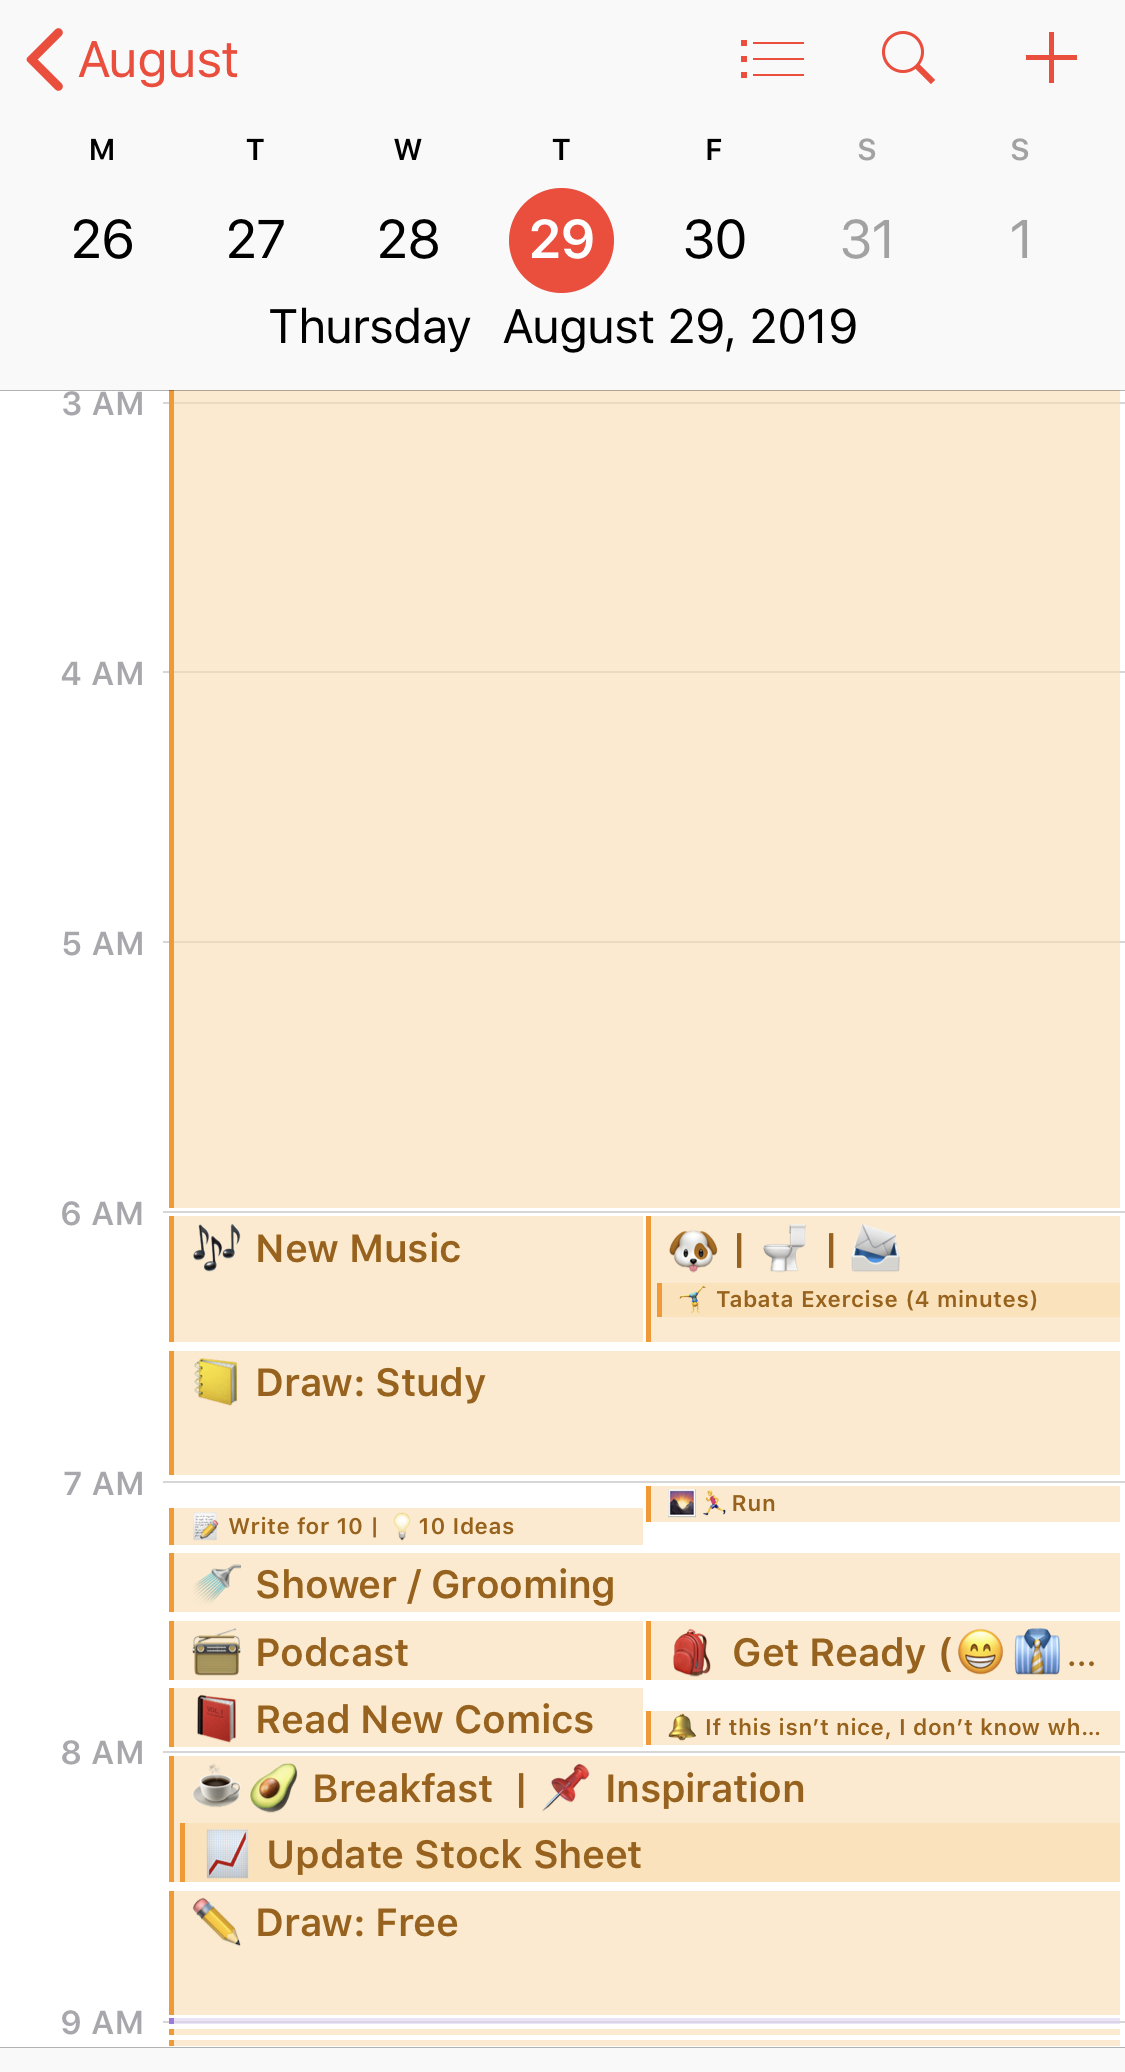 August
M T W T F S S
26 27 28 29 30 31 1
Thursday August 29, 2019
3 AM
4 AM
5 AM
6 AM
🎶 New Music
🐶 | 🚽 | 📨
🤸 Tabata Exercise (4 minutes)
📒 Draw: Study
7 AM
🌄🏃‍♀️ Run
📝 Write for 10 | 💡 10 Ideas
🚿 Shower / Grooming
📻 Podcast
🎒 Get Ready (😁 👔...
📕 Read New Comics
🔔 If this isn’t nice, I don’t know wh...
8 AM
☕🥑 Breakfast | 📌 Inspiration
📈 Update Stock Sheet
✏️ Draw: Free
9 AM